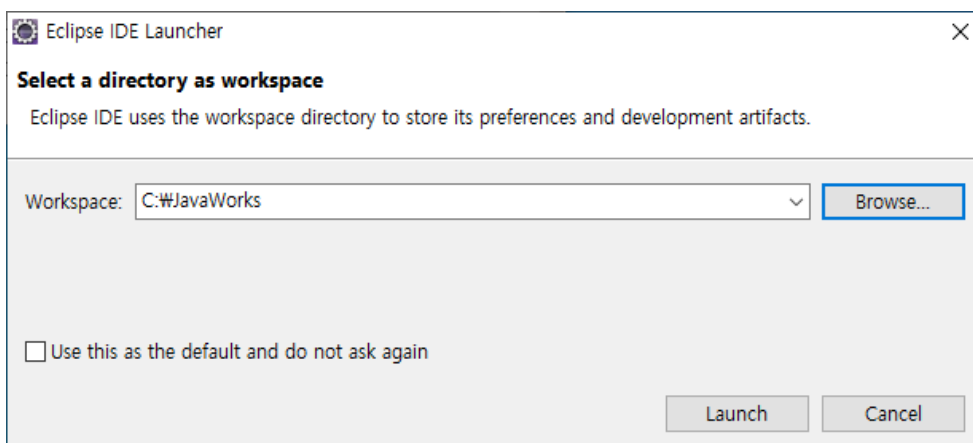 Eclipse IDE Launcher
Select a directory as workspace
Eclipse IDE uses the workspace directory to store its preferences and development artifacts.
Workspace: C:₩JavaWorks Browse...
Use this as the default and do not ask again
Launch Cancel